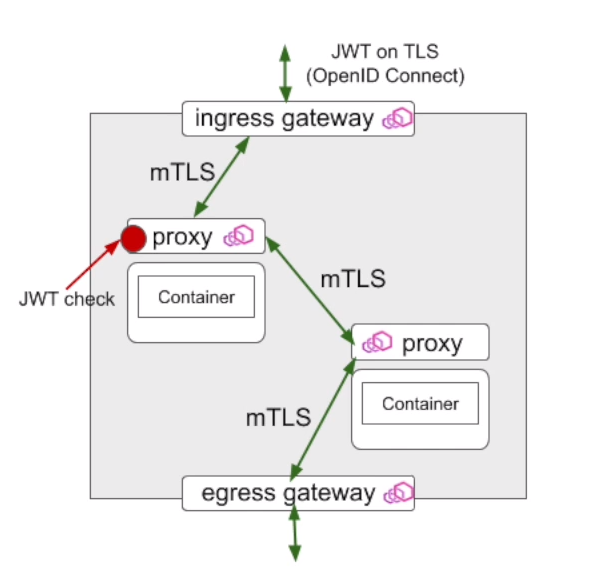 JWT on TLS
(OpenID Connect)
ingress gateway
mTLS
proxy
JWT check
Container
mTLS
proxy
Container
mTLS
egress gateway